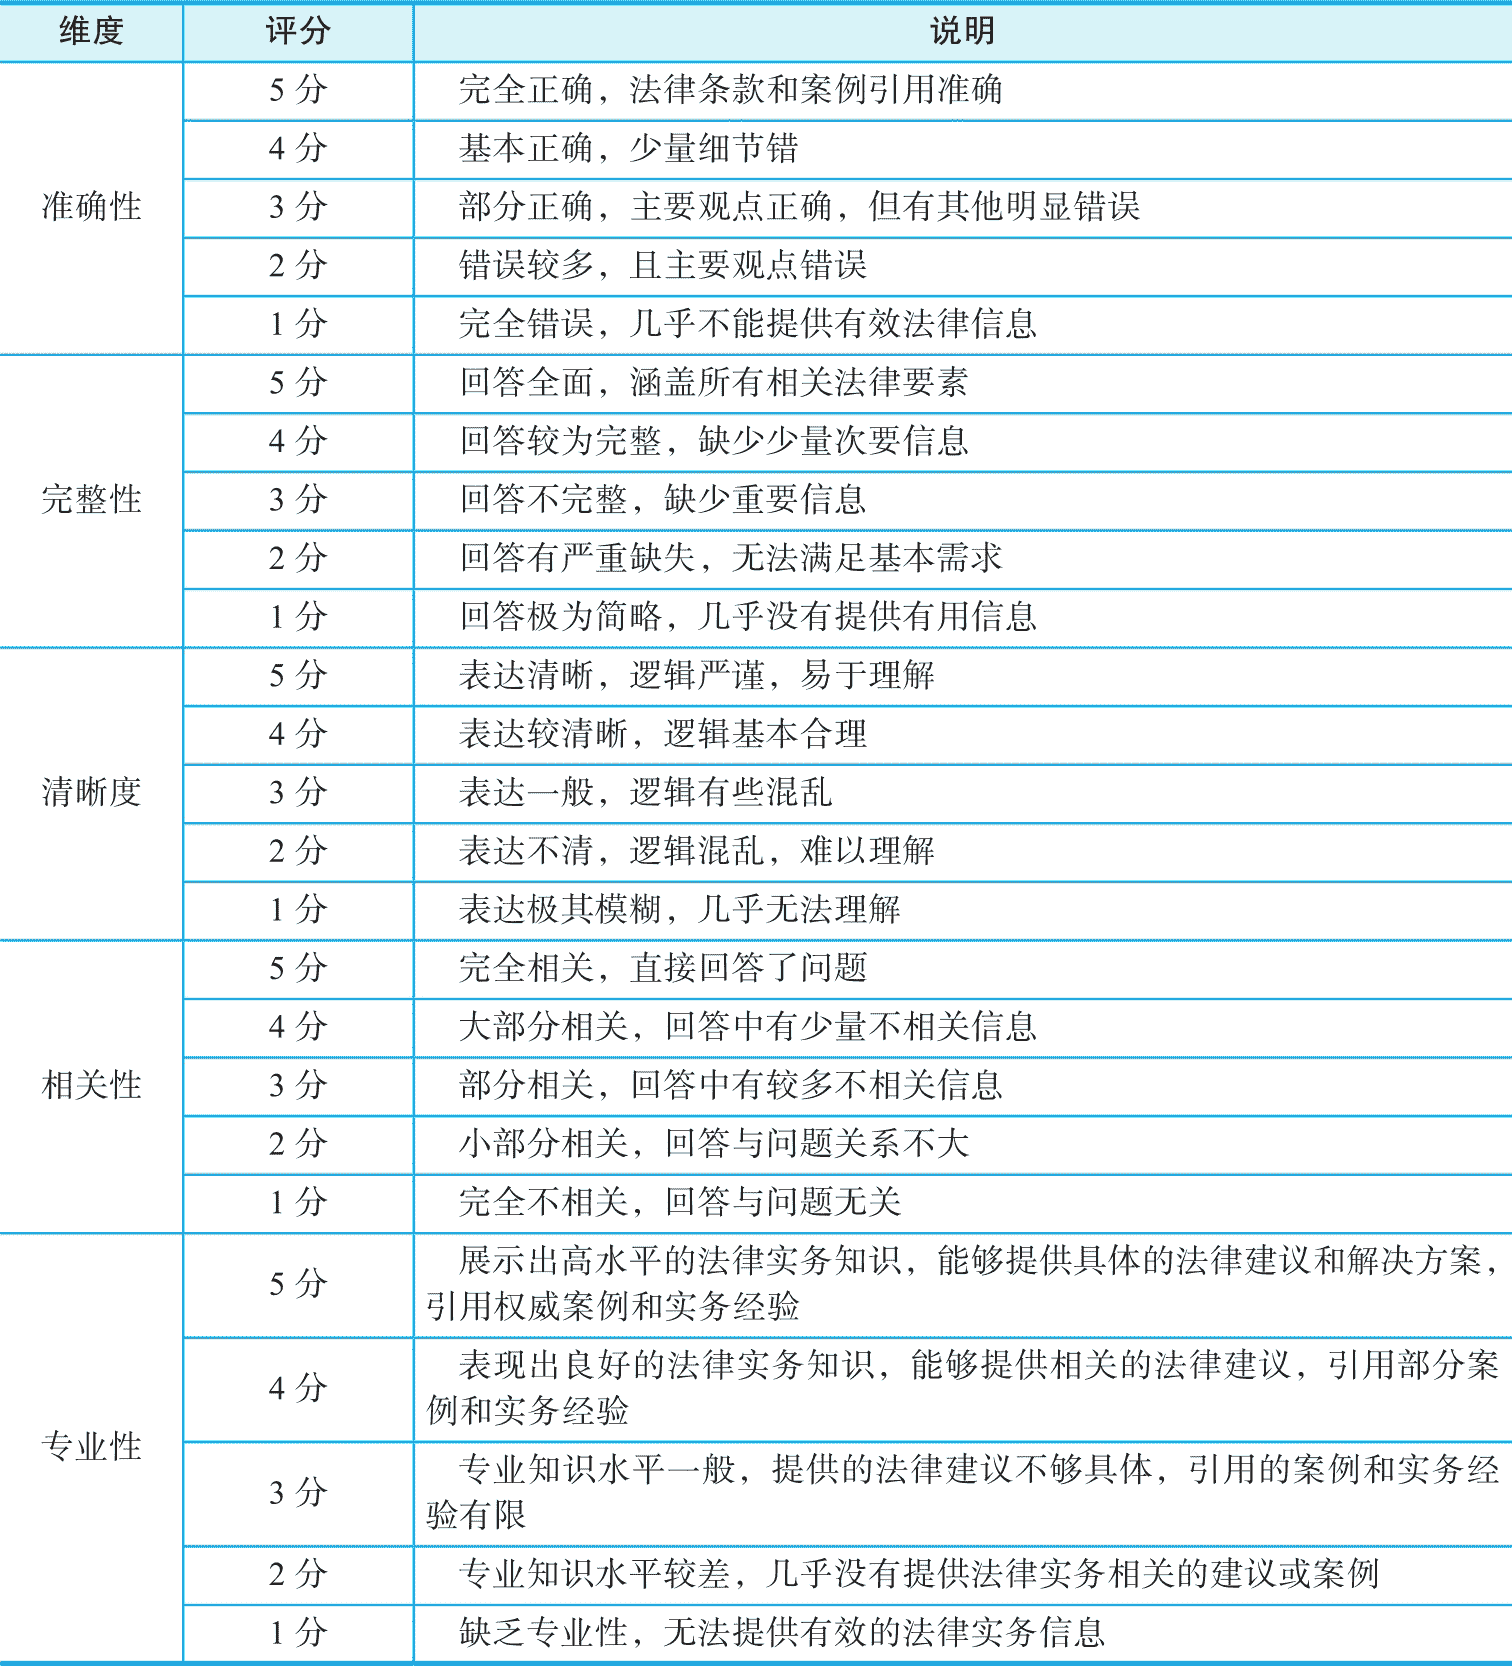 维度 评分 说明
5 分 完全正确，法律条款和案例引用准确
4 分 基本正确，少量细节错
准确性 3 分 部分正确，主要观点正确，但有其他明显错误
2 分 错误较多，且主要观点错误
1 分 完全错误，几乎不能提供有效法律信息
5 分 回答全面，涵盖所有相关法律要素
4 分 回答较为完整，缺少少量次要信息
完整性 3 分 回答不完整，缺少重要信息
2 分 回答有严重缺失，无法满足基本需求
1 分 回答极为简略，几乎没有提供有用信息
5 分 表达清晰，逻辑严谨，易于理解
4 分 表达较清晰，逻辑基本合理
清晰度 3 分 表达一般，逻辑有些混乱
2 分 表达不清，逻辑混乱，难以理解
1 分 表达极其模糊，几乎无法理解
5 分 完全相关，直接回答了问题
4 分 大部分相关，回答中有少量不相关信息
相关性 3 分 部分相关，回答中有较多不相关信息
2 分 小部分相关，回答与问题关系不大
1 分 完全不相关，回答与问题无关
5 分 展示出高水平的法律实务知识，能够提供具体的法律建议和解决方案，
引用权威案例和实务经验
4 分 表现出良好的法律实务知识，能够提供相关的法律建议，引用部分案
例和实务经验
专业性 3 分 专业知识水平一般，提供的法律建议不够具体，引用的案例和实务经
验有限
2 分 专业知识水平较差，几乎没有提供法律实务相关的建议或案例
1 分 缺乏专业性，无法提供有效的法律实务信息